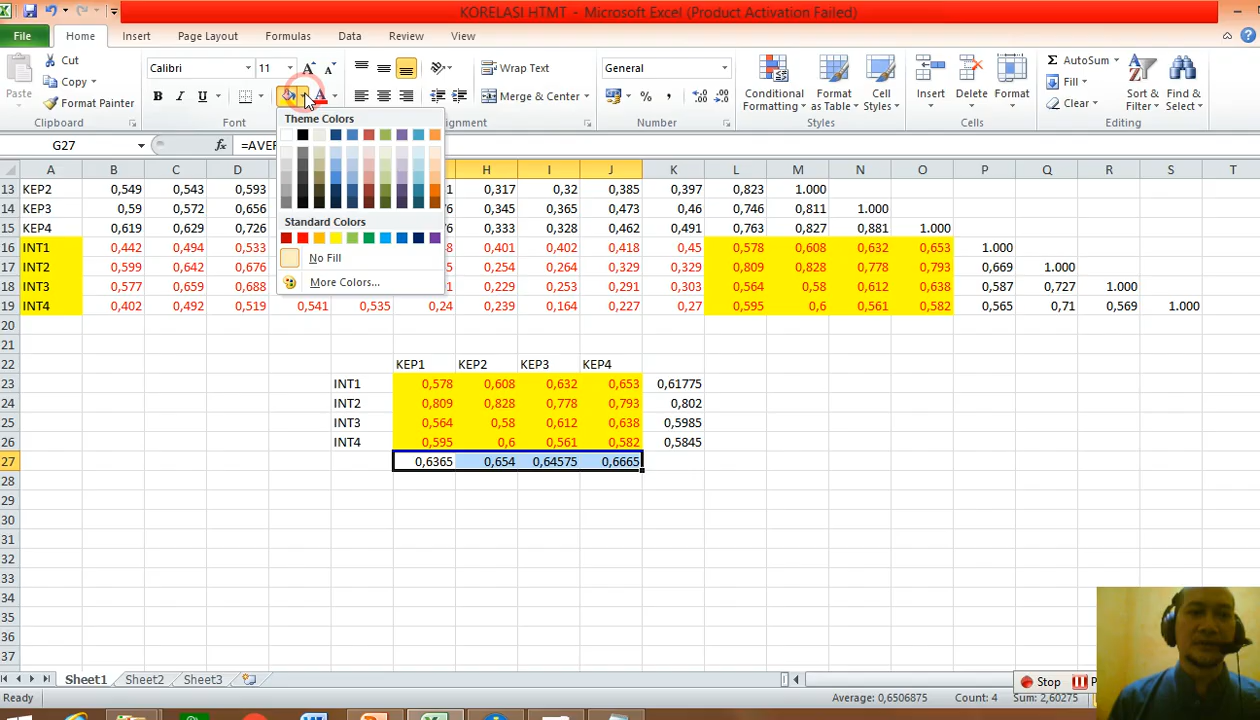 KORELASI HTMT - Microsoft Excel (Product Activation Failed)
File Home Insert Page Layout Formulas Data Review View
Cut
Copy
Format Painter
Paste
Clipboard
Calibri 11
B I U
Font
Wrap Text
Merge & Center
General
%
Number
Conditional Formatting
Format as Table
Cell Styles
Styles
Insert Delete Format
Cells
AutoSum
Fill
Clear
Sort & Filter
Find & Select
Editing
G27 fx
Theme Colors
Standard Colors
No Fill
More Colors...
A B C D H I J K L M N O P Q R S T
13 KEP2 0,549 0,543 0,593 0,317 0,32 0,385 0,397 0,823 1.000
14 KEP3 0,59 0,572 0,656 0,345 0,365 0,473 0,46 0,746 0,811 1.000
15 KEP4 0,619 0,629 0,726 0,333 0,328 0,462 0,491 0,763 0,827 0,881 1.000
16 INT1 0,442 0,494 0,533 0,401 0,402 0,418 0,45 0,578 0,608 0,632 0,653 1.000
17 INT2 0,599 0,642 0,676 0,254 0,264 0,329 0,329 0,809 0,828 0,778 0,793 0,669 1.000
18 INT3 0,577 0,659 0,688 0,229 0,253 0,291 0,303 0,564 0,58 0,612 0,638 0,587 0,727 1.000
19 INT4 0,402 0,492 0,519 0,541 0,535 0,24 0,239 0,164 0,227 0,27 0,595 0,6 0,561 0,582 0,565 0,71 0,569 1.000
20
21
22 KEP1 KEP2 KEP3 KEP4
23 INT1 0,578 0,608 0,632 0,653 0,61775
24 INT2 0,809 0,828 0,778 0,793 0,802
25 INT3 0,564 0,58 0,612 0,638 0,5985
26 INT4 0,595 0,6 0,561 0,582 0,5845
27 0,6365 0,654 0,64575 0,6665
28
29
30
31
32
33
34
35
36
37
Sheet1 Sheet2 Sheet3
Stop
Ready Average: 0,6506875 Count: 4 Sum: 2,60275